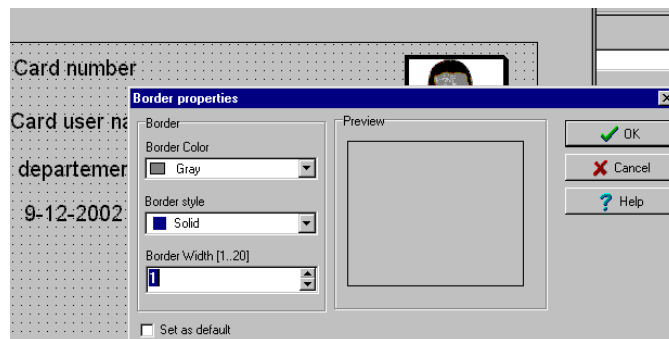 Card number
Border properties
Card user na
Border
Preview
OK
Border Color
departemen
Gray
Cancel
Border style
Help
9-12-2002
Solid
Border Width [1..20]
1
Set as default